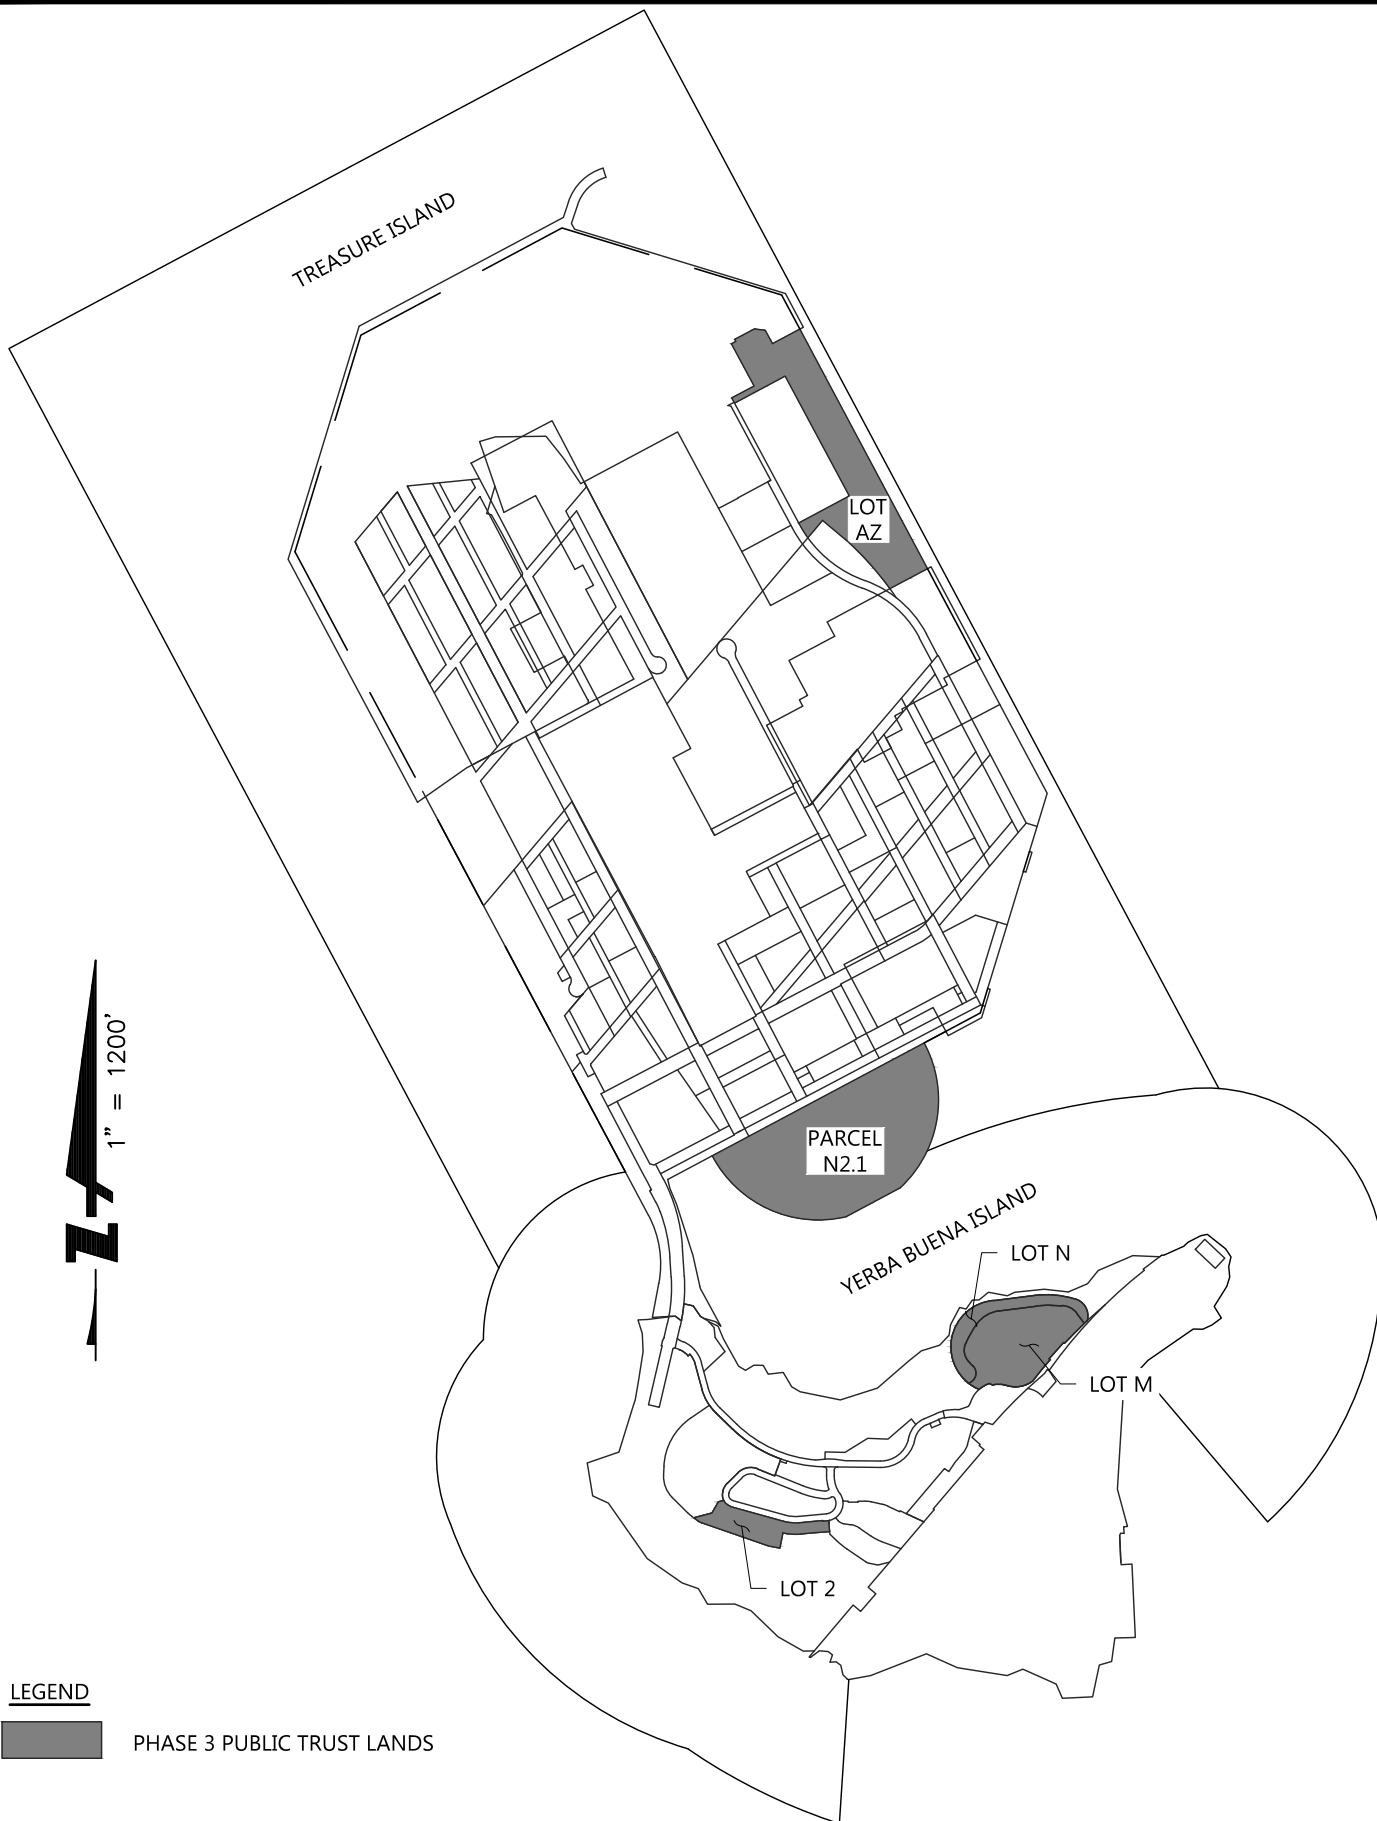 TREASURE ISLAND
LOT
AZ
1" = 1200'
PARCEL
N2.1
YERBA BUENA ISLAND
LOT N
LOT M
LOT 2
LEGEND
PHASE 3 PUBLIC TRUST LANDS
Z